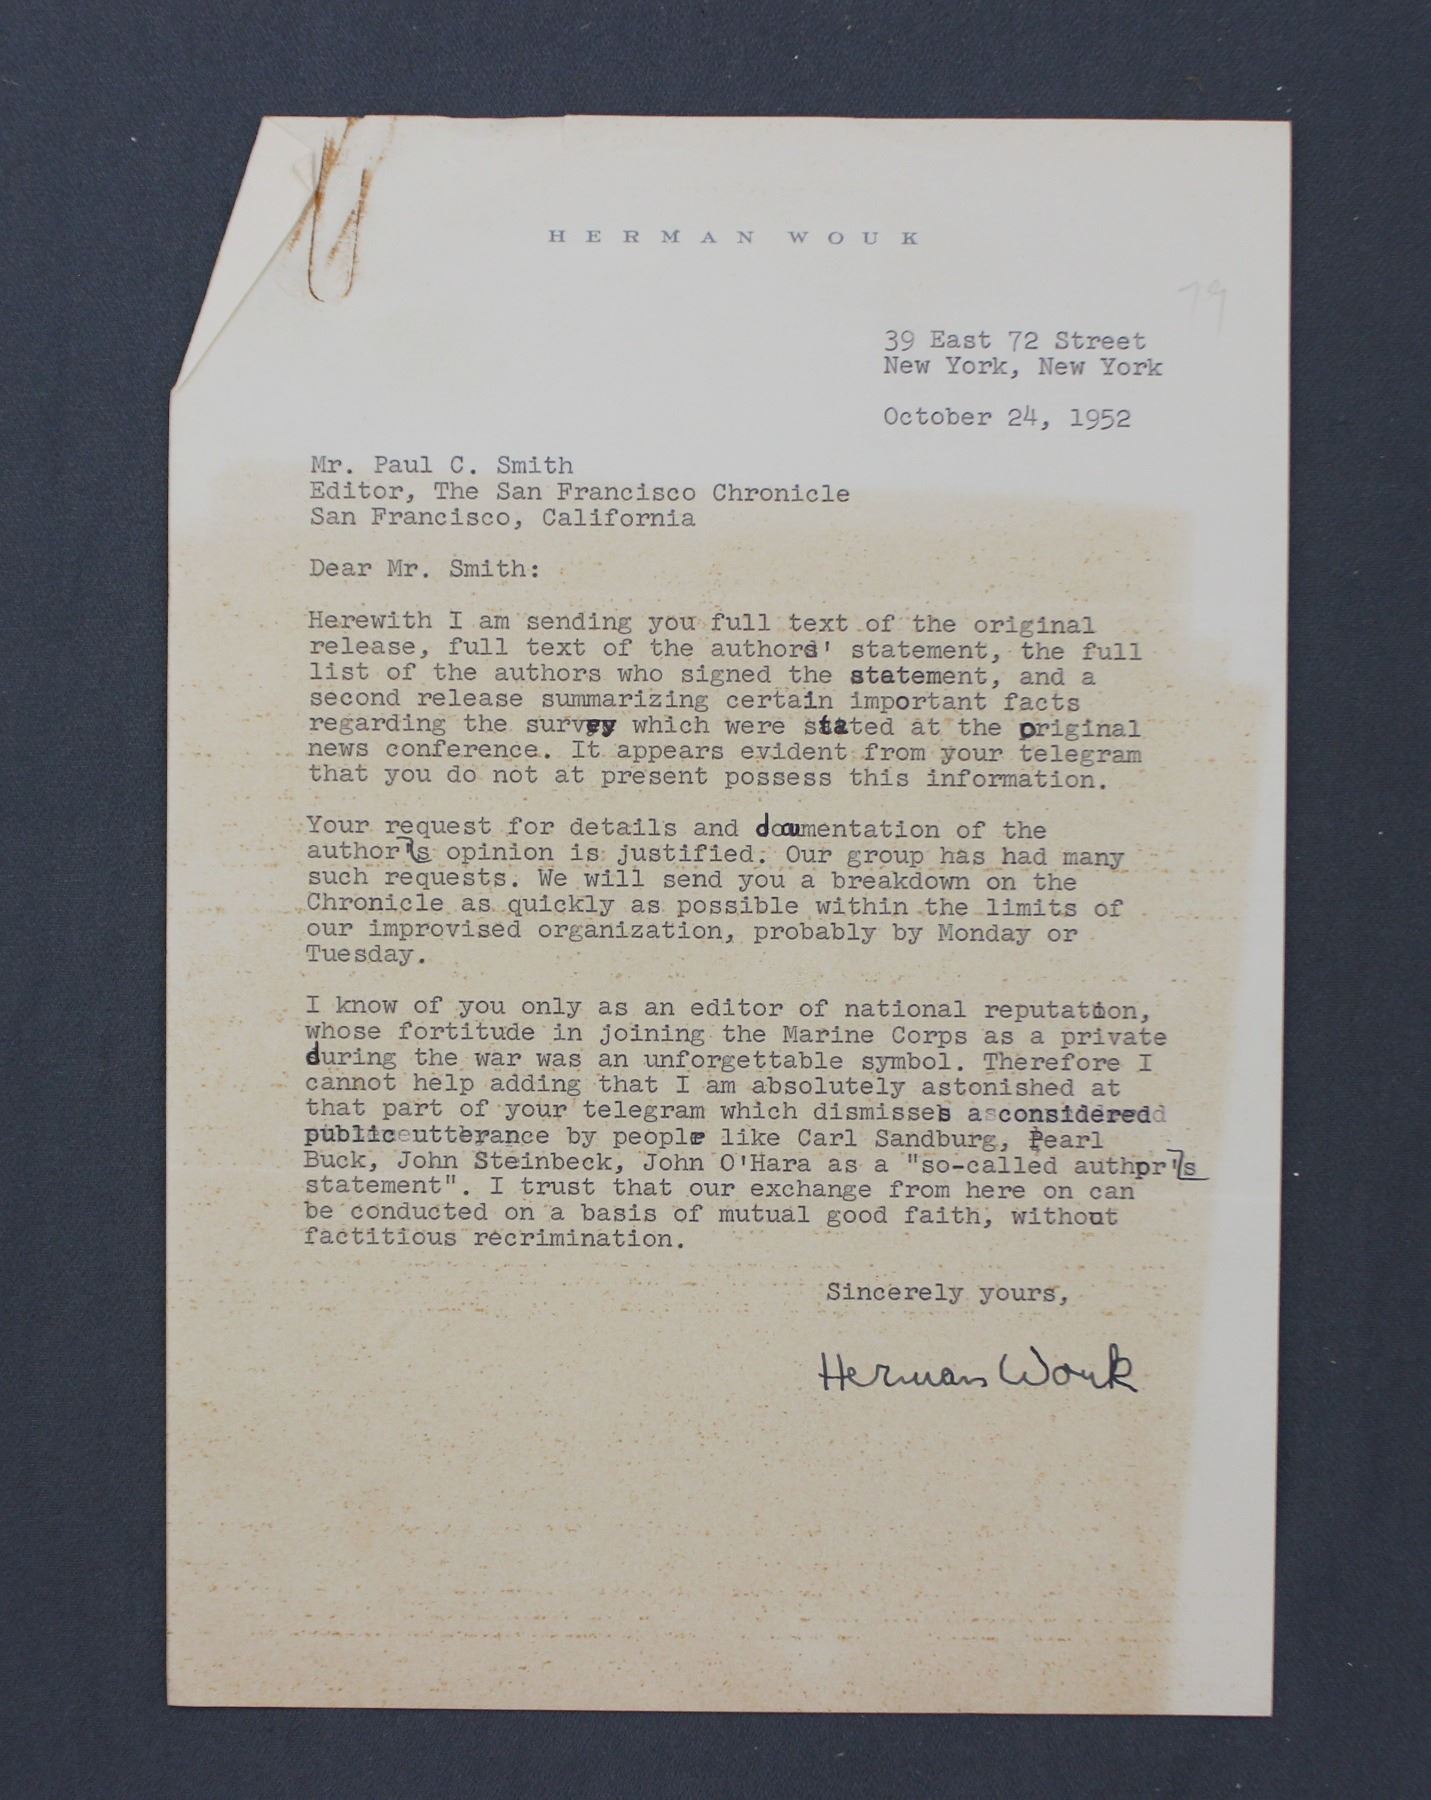 HERMAN WOUK
39 East 72 Street
New York, New York
October 24, 1952
Mr. Paul C. Smith
Editor, The San Francisco Chronicle
San Francisco, California
Dear Mr. Smith:
Herewith I am sending you full text of the original
release, full text of the authors' statement, the full
list of the authors who signed the statement, and a
second release summarizing certain important facts
regarding the survey which were stated at the original
news conference. It appears evident from your telegram
that you do not at present possess this information.
Your request for details and documentation of the
author's opinion is justified. Our group has had many
such requests. We will send you a breakdown on the
Chronicle as quickly as possible within the limits of
our improvised organization, probably by Monday or
Tuesday.
I know of you only as an editor of national reputation,
whose fortitude in joining the Marine Corps as a private
during the war was an unforgettable symbol. Therefore I
cannot help adding that I am absolutely astonished at
that part of your telegram which dismisses a considered
public utterance by people like Carl Sandburg, Pearl
Buck, John Steinbeck, John O'Hara as a "so-called author's
statement". I trust that our exchange from here on can
be conducted on a basis of mutual good faith, without
factitious recrimination.
Sincerely yours,
Herman Wouk